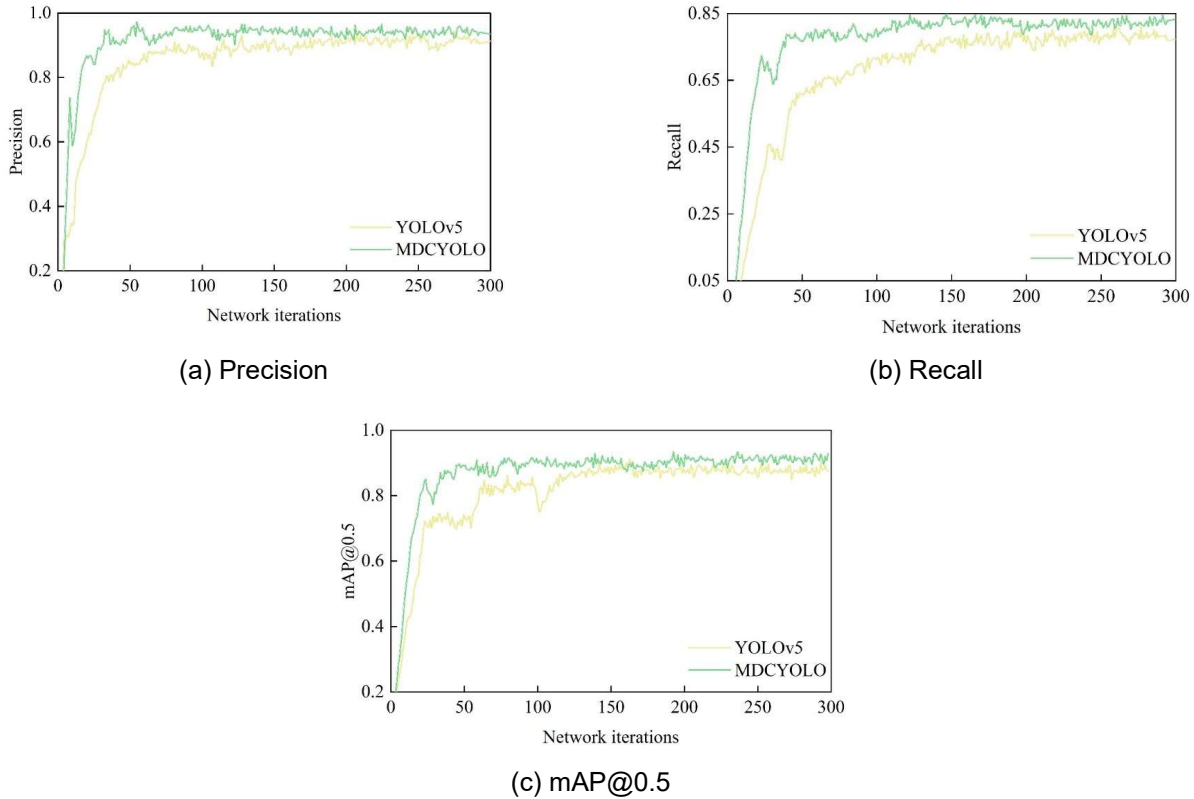 1.0
0.8
0.6
0.4
0.2
Precision
0 50 100 150 200 250 300
Network iterations
YOLOv5
MDCYOLO
(a) Precision
0.85
0.65
0.45
0.25
0.05
Recall
0 50 100 150 200 250 300
Network iterations
YOLOv5
MDCYOLO
(b) Recall
1.0
0.8
0.6
0.4
0.2
mAP@0.5
0 50 100 150 200 250 300
Network iterations
YOLOv5
MDCYOLO
(c) mAP@0.5